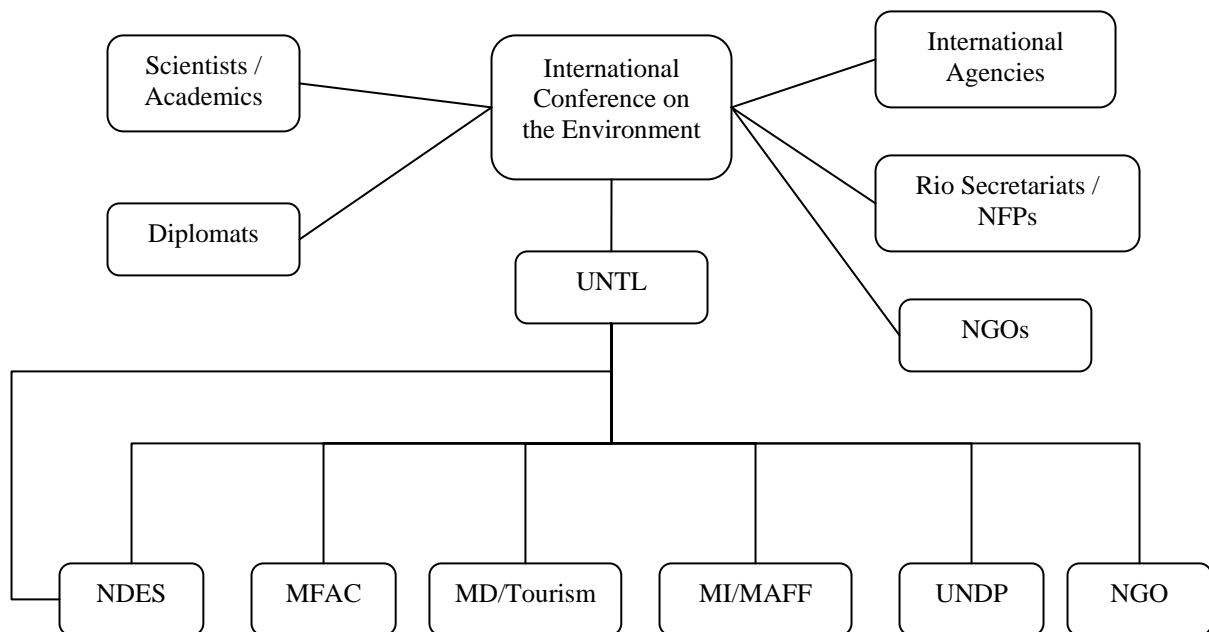 Scientists /
Academics
International
Conference on
the Environment
International
Agencies
Diplomats
Rio Secretariats /
NFPs
UNTL
NGOs
NDES
MFAC
MD/Tourism
MI/MAFF
UNDP
NGO